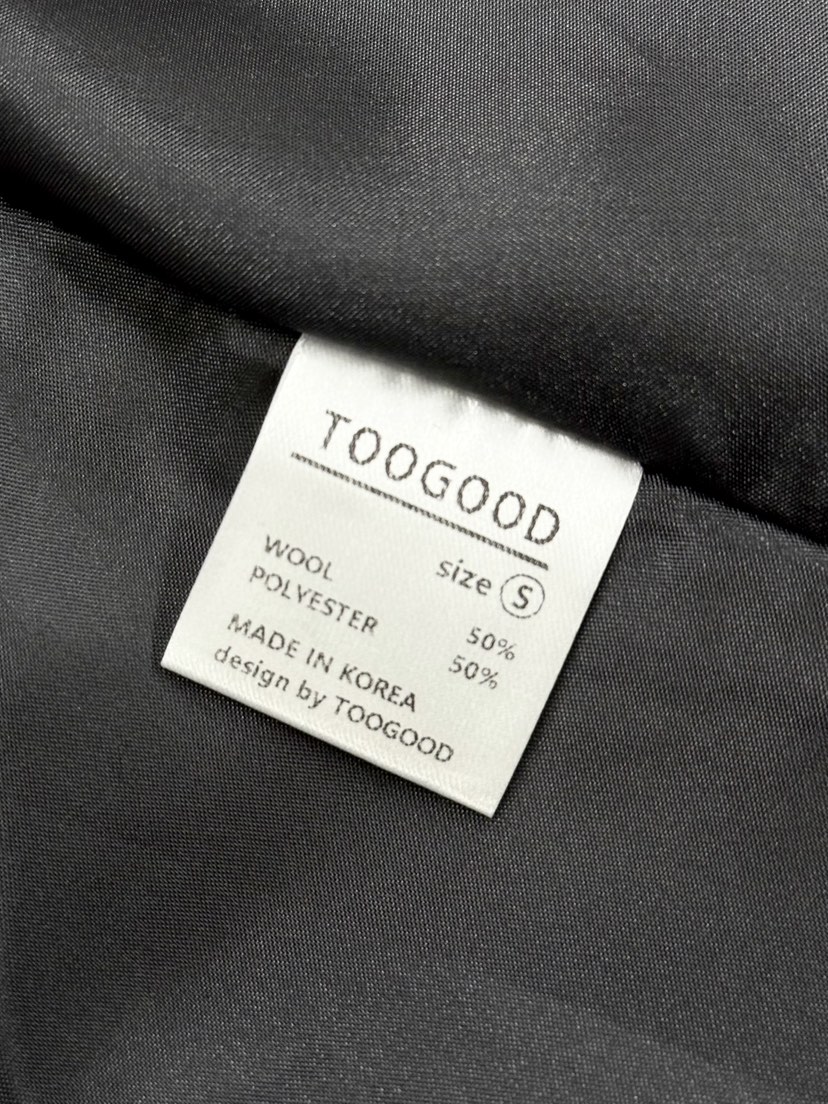 TOOGOOD
size S
WOOL 50%
POLYESTER 50%
MADE IN KOREA
design by TOOGOOD